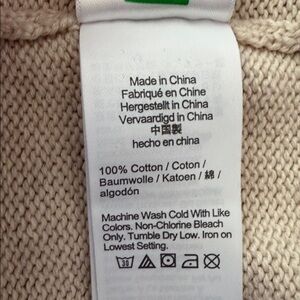 Made in China
Fabriqué en Chine
Hergestellt in China
Vervaardigd in China
中国製
hecho en china
100% Cotton / Coton /
Baumwolle / Katoen / 綿 /
algodón
Machine Wash Cold With Like
Colors. Non-Chlorine Bleach
Only. Tumble Dry Low. Iron on
Lowest Setting.
30